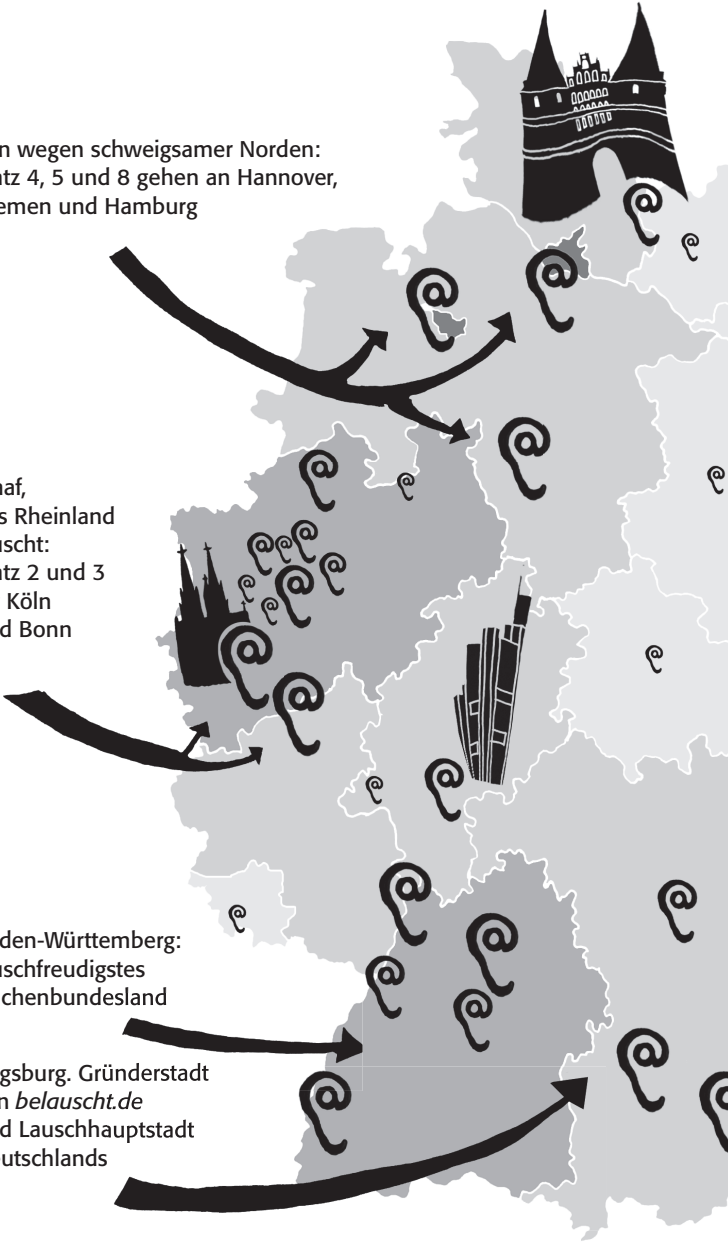 n wegen schweigsamer Norden:
tz 4, 5 und 8 gehen an Hannover,
emen und Hamburg
af,
s Rheinland
uscht:
tz 2 und 3
Köln
d Bonn
den-Württemberg:
uschfreudigstes
chenbundesland
gsburg. Gründerstadt
n belauscht.de
d Lauschhauptstadt
utschlands